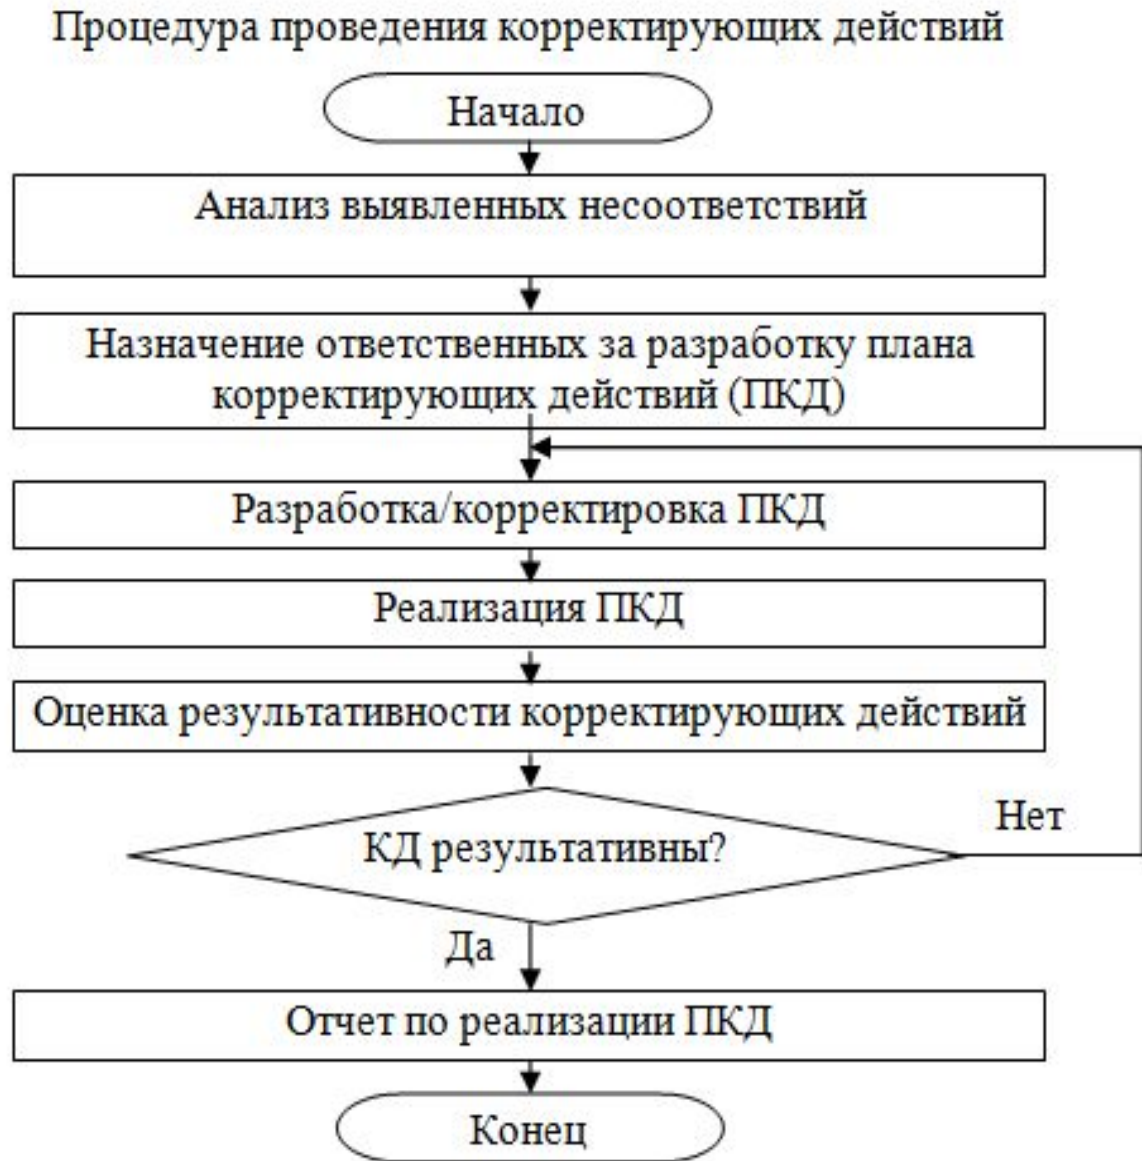 Процедура проведения корректирующих действий
Начало
Анализ выявленных несоответствий
Назначение ответственных за разработку плана
корректирующих действий (ПКД)
Разработка/корректировка ПКД
Реализация ПКД
Оценка результативности корректирующих действий
КД результативны?
Нет
Да
Отчет по реализации ПКД
Конец